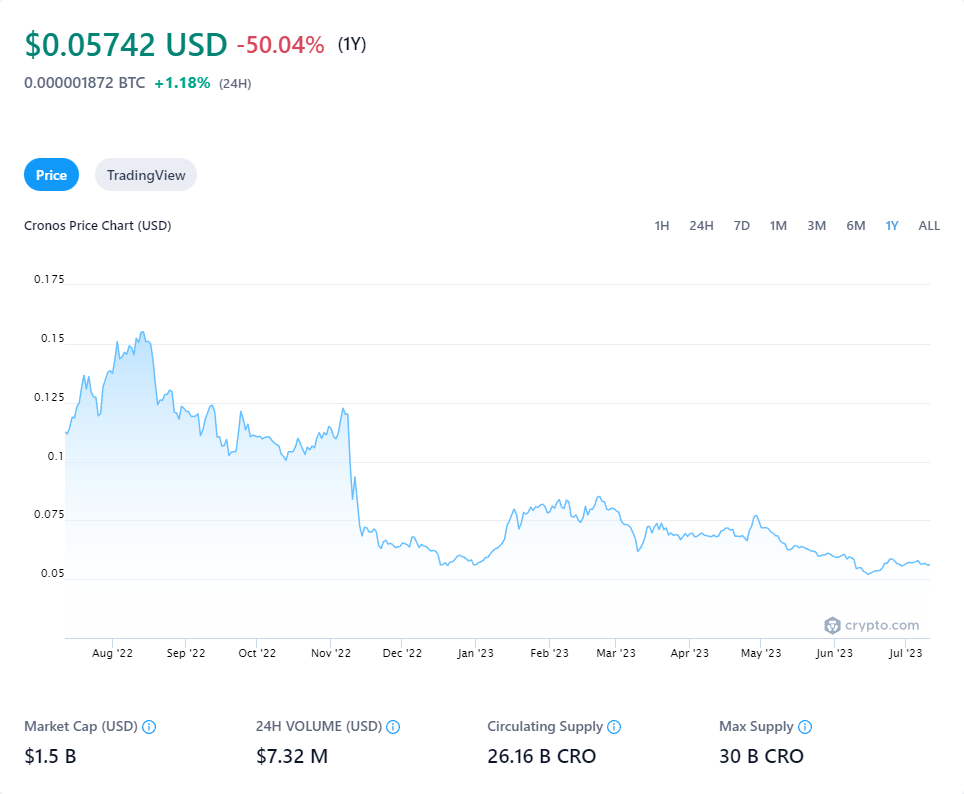 $0.05742 USD -50.04% (1Y)
0.000001872 BTC +1.18% (24H)
Price TradingView
Cronos Price Chart (USD) 1H 24H 7D 1M 3M 6M 1Y ALL
0.175
0.15
0.125
0.1
0.075
0.05
crypto.com
Aug '22 Sep '22 Oct '22 Nov '22 Dec '22 Jan '23 Feb '23 Mar '23 Apr '23 May '23 Jun '23 Jul '23
Market Cap (USD) 24H VOLUME (USD) Circulating Supply Max Supply
$1.5 B $7.32 M 26.16 B CRO 30 B CRO